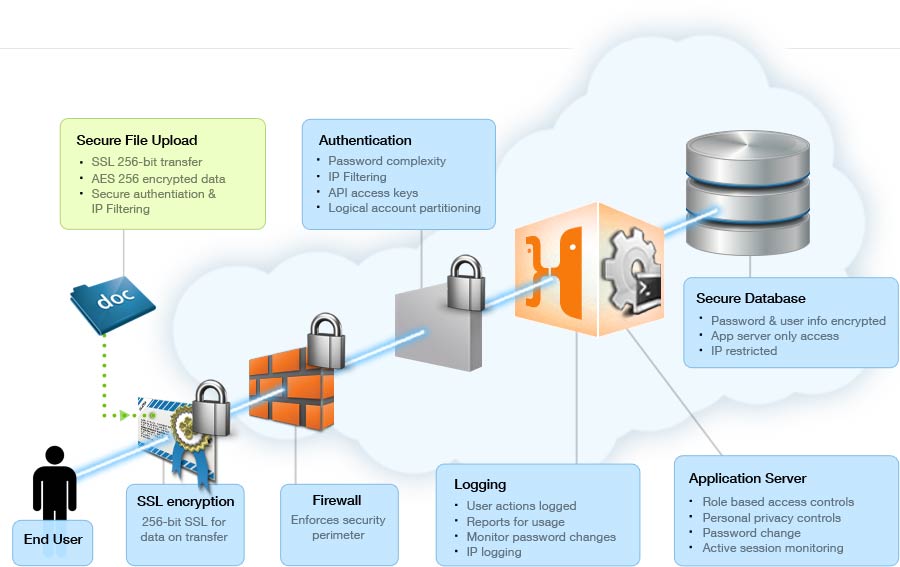 Secure File Upload
• SSL 256-bit transfer
• AES 256 encrypted data
• Secure authentiation &
IP Filtering
Authentication
• Password complexity
• IP Filtering
• API access keys
• Logical account partitioning
doc
Secure Database
• Password & user info encrypted
• App server only access
• IP restricted
End User
SSL encryption
256-bit SSL for
data on transfer
Firewall
Enforces security
perimeter
Logging
• User actions logged
• Reports for usage
• Monitor password changes
• IP logging
Application Server
• Role based access controls
• Personal privacy controls
• Password change
• Active session monitoring